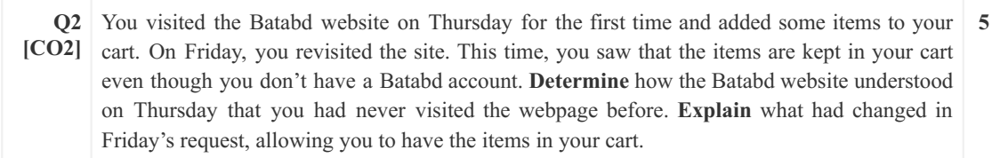 Q2 You visited the Batabd website on Thursday for the first time and added some items to your 5
[CO2] cart. On Friday, you revisited the site. This time, you saw that the items are kept in your cart
even though you don't have a Batabd account. Determine how the Batabd website understood
on Thursday that you had never visited the webpage before. Explain what had changed in
Friday's request, allowing you to have the items in your cart.